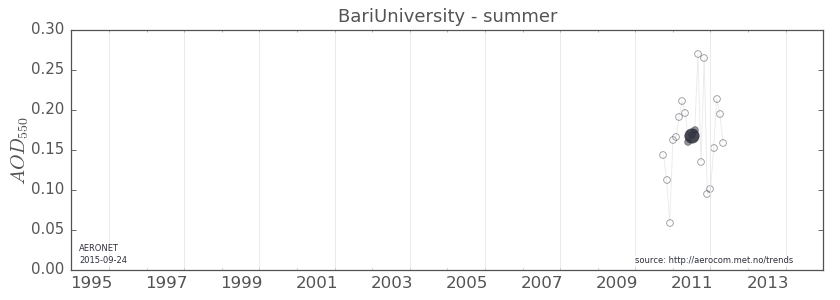 BariUniversity - summer
0.30
0.25
0.20
0.15
0.10
0.05
0.00
AOD550
AERONET
2015-09-24
source: http://aerocom.met.no/trends
1995 1997 1999 2001 2003 2005 2007 2009 2011 2013